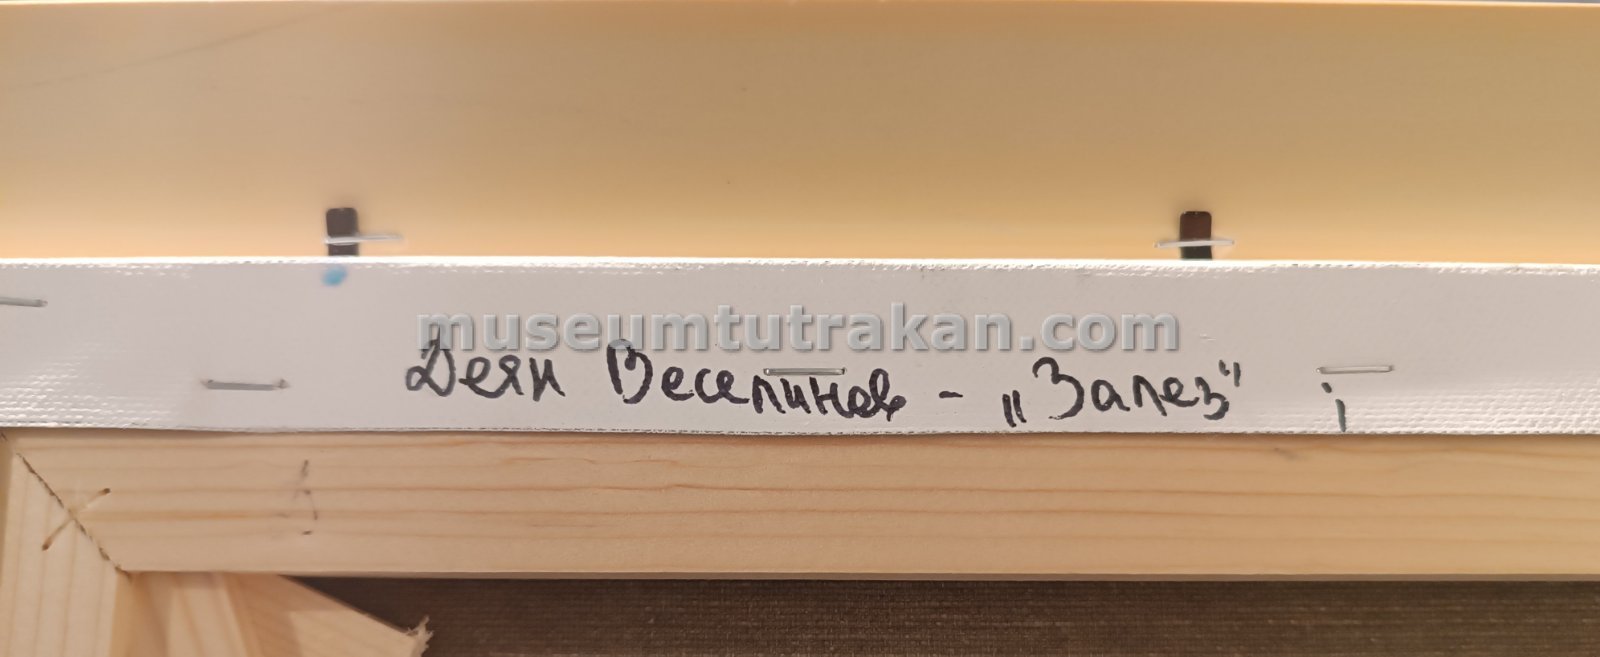 museumtutrakan.com
Деян Веселинов - „Залез“ ;